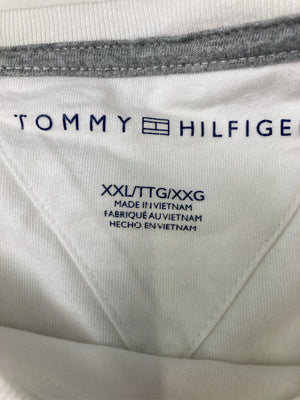 TOMMY HILFIGE
XXL/TTG/XXG
MADE IN VIETNAM
FABRIQUÉ AU VIETNAM
HECHO EN VIETNAM